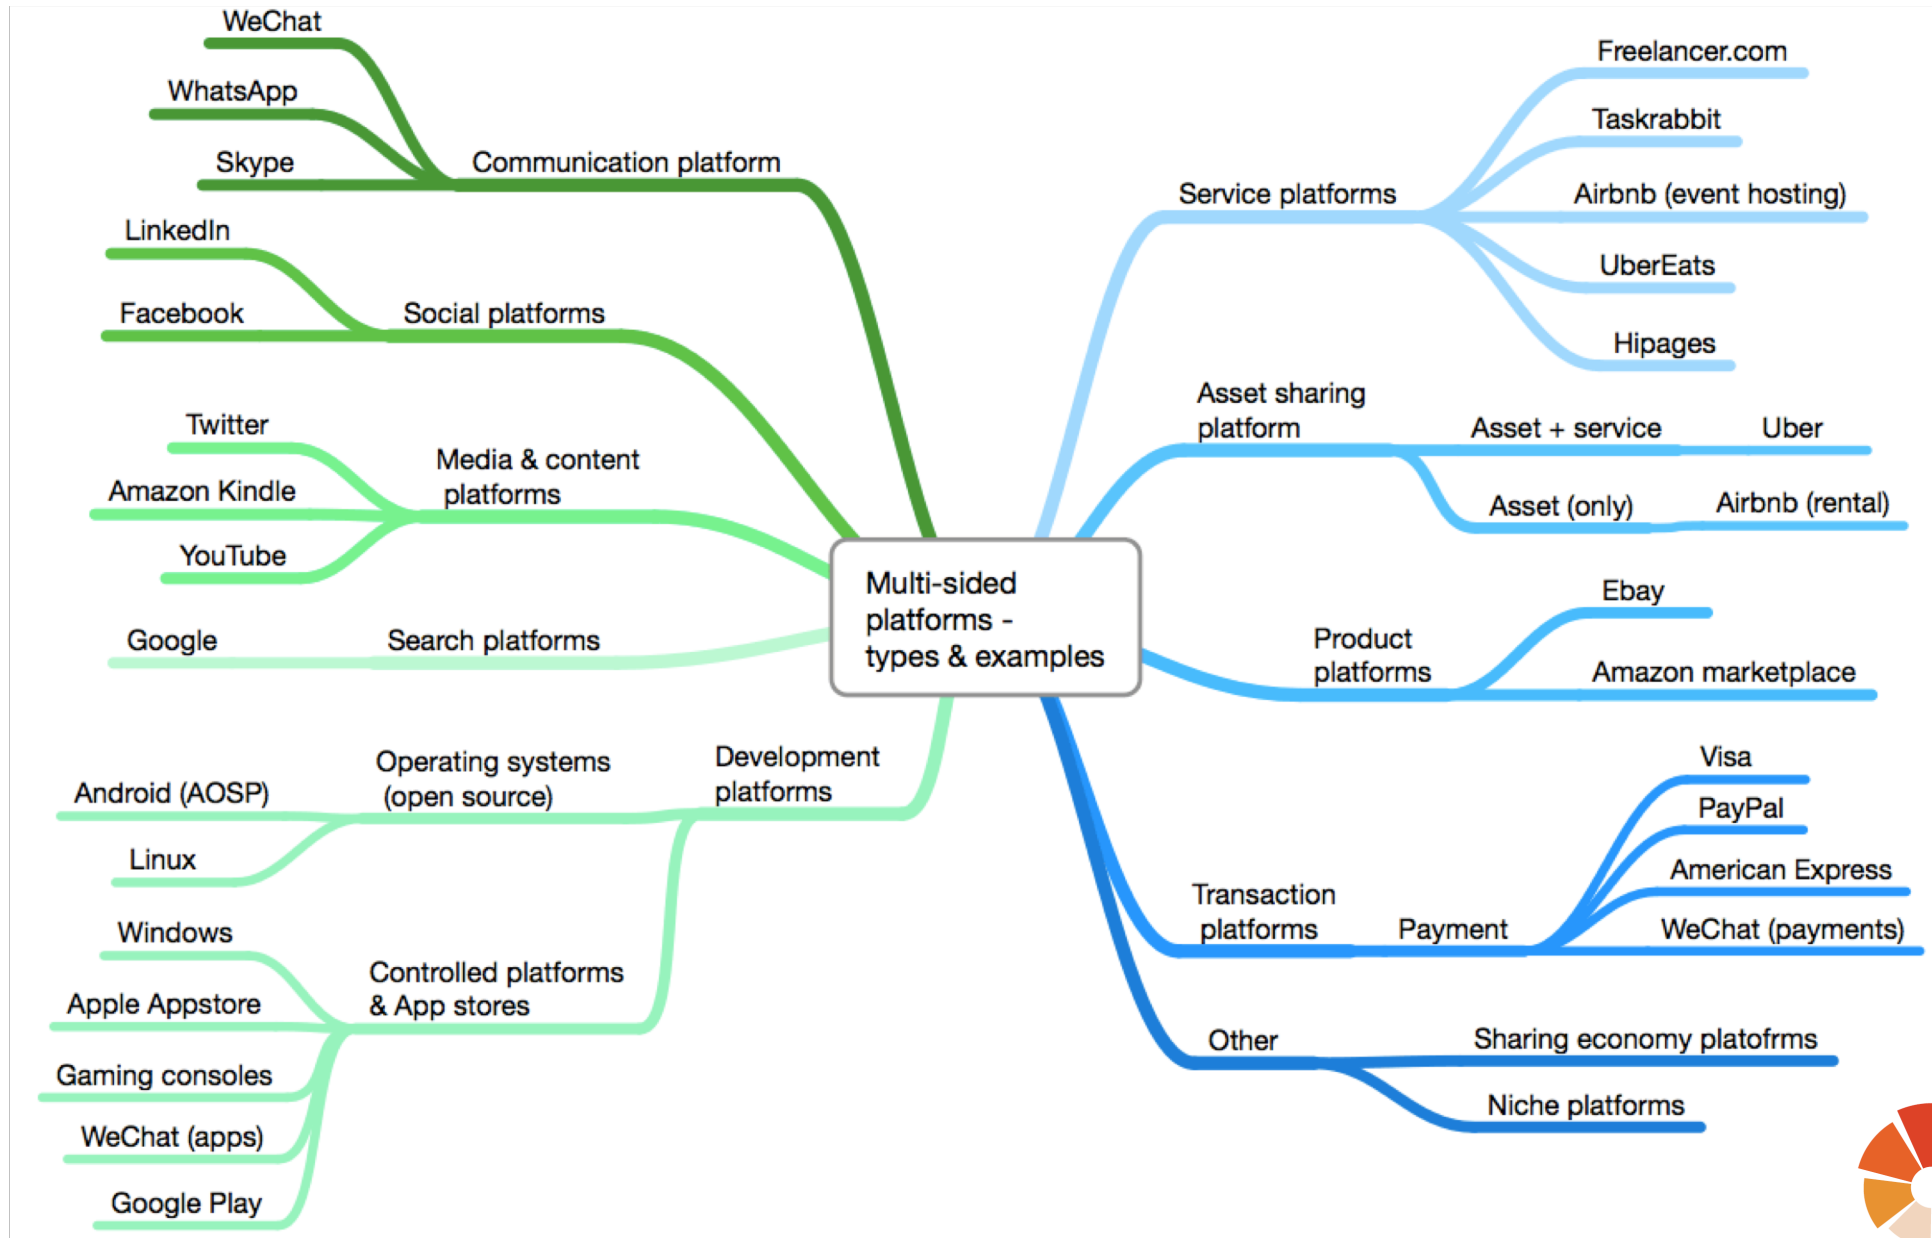 WeChat
WhatsApp
Skype
Communication platform
LinkedIn
Facebook
Social platforms
Twitter
Amazon Kindle
YouTube
Media & content
platforms
Google
Search platforms
Android (AOSP)
Linux
Operating systems
(open source)
Development
platforms
Windows
Apple Appstore
Gaming consoles
WeChat (apps)
Google Play
Controlled platforms
& App stores
Multi-sided
platforms -
types & examples
Service platforms
Freelancer.com
Taskrabbit
Airbnb (event hosting)
UberEats
Hipages
Asset sharing
platform
Asset + service
Uber
Asset (only)
Airbnb (rental)
Product
platforms
Ebay
Amazon marketplace
Transaction
platforms
Payment
Visa
PayPal
American Express
WeChat (payments)
Other
Sharing economy platofrms
Niche platforms